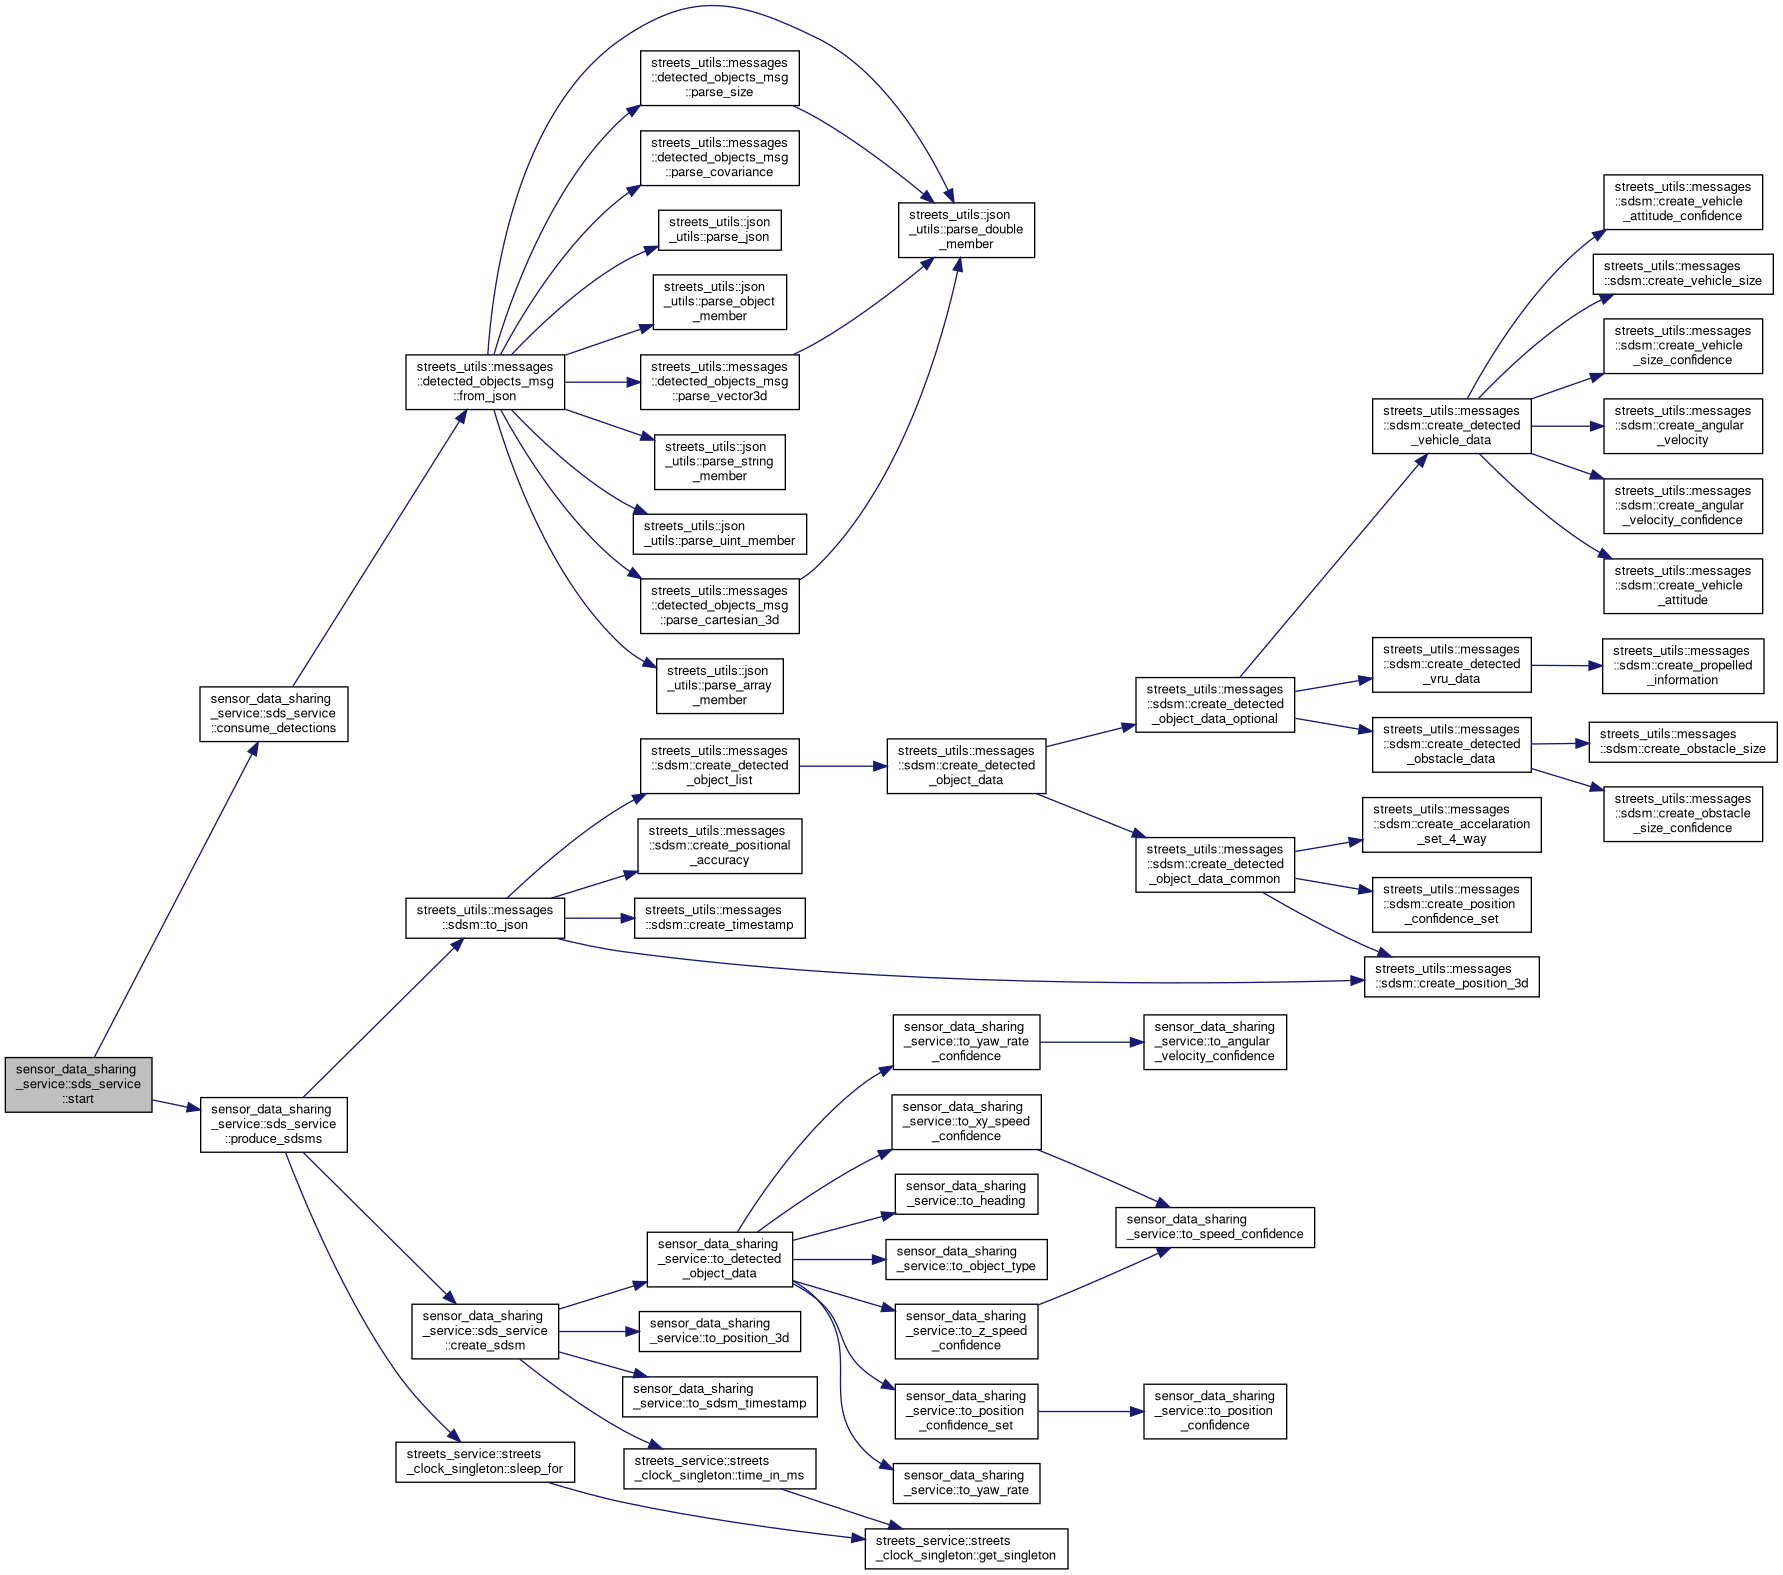 sensor_data_sharing
_service::sds_service
::start
sensor_data_sharing
_service::sds_service
::consume_detections
sensor_data_sharing
_service::sds_service
::produce_sdsms
streets_utils::messages
::detected_objects_msg
::from_json
streets_utils::messages
::sdsm::to_json
sensor_data_sharing
_service::sds_service
::create_sdsm
streets_service::streets
_clock_singleton::sleep_for
streets_utils::messages
::detected_objects_msg
::parse_size
streets_utils::messages
::detected_objects_msg
::parse_covariance
streets_utils::json
_utils::parse_json
streets_utils::json
_utils::parse_object
_member
streets_utils::messages
::detected_objects_msg
::parse_vector3d
streets_utils::json
_utils::parse_string
_member
streets_utils::json
_utils::parse_uint_member
streets_utils::messages
::detected_objects_msg
::parse_cartesian_3d
streets_utils::json
_utils::parse_array
_member
streets_utils::messages
::sdsm::create_detected
_object_list
streets_utils::messages
::sdsm::create_positional
_accuracy
streets_utils::messages
::sdsm::create_timestamp
sensor_data_sharing
_service::to_detected
_object_data
sensor_data_sharing
_service::to_position_3d
sensor_data_sharing
_service::to_sdsm_timestamp
streets_service::streets
_clock_singleton::time_in_ms
streets_utils::json
_utils::parse_double
_member
streets_utils::messages
::sdsm::create_detected
_object_data
sensor_data_sharing
_service::to_yaw_rate
_confidence
sensor_data_sharing
_service::to_xy_speed
_confidence
sensor_data_sharing
_service::to_heading
sensor_data_sharing
_service::to_object_type
sensor_data_sharing
_service::to_z_speed
_confidence
sensor_data_sharing
_service::to_position
_confidence_set
sensor_data_sharing
_service::to_yaw_rate
streets_service::streets
_clock_singleton::get_singleton
streets_utils::messages
::sdsm::create_detected
_object_data_optional
streets_utils::messages
::sdsm::create_detected
_object_data_common
sensor_data_sharing
_service::to_angular
_velocity_confidence
sensor_data_sharing
_service::to_speed_confidence
sensor_data_sharing
_service::to_position
_confidence
streets_utils::messages
::sdsm::create_detected
_vehicle_data
streets_utils::messages
::sdsm::create_detected
_vru_data
streets_utils::messages
::sdsm::create_detected
_obstacle_data
streets_utils::messages
::sdsm::create_accelaration
_set_4_way
streets_utils::messages
::sdsm::create_position
_confidence_set
streets_utils::messages
::sdsm::create_position_3d
streets_utils::messages
::sdsm::create_vehicle
_attitude_confidence
streets_utils::messages
::sdsm::create_vehicle_size
streets_utils::messages
::sdsm::create_vehicle
_size_confidence
streets_utils::messages
::sdsm::create_angular
_velocity
streets_utils::messages
::sdsm::create_angular
_velocity_confidence
streets_utils::messages
::sdsm::create_vehicle
_attitude
streets_utils::messages
::sdsm::create_propelled
_information
streets_utils::messages
::sdsm::create_obstacle_size
streets_utils::messages
::sdsm::create_obstacle
_size_confidence